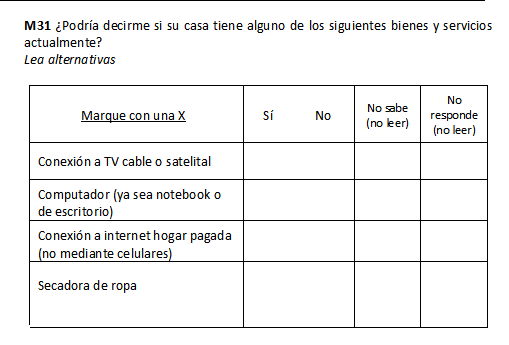 M31 ¿Podría decirme si su casa tiene alguno de los siguientes bienes y servicios
actualmente?
Lea alternativas
Marque con una X
Sí No
No sabe
(no leer)
No
responde
(no leer)
Conexión a TV cable o satelital
Computador (ya sea notebook o
de escritorio)
Conexión a internet hogar pagada
(no mediante celulares)
Secadora de ropa